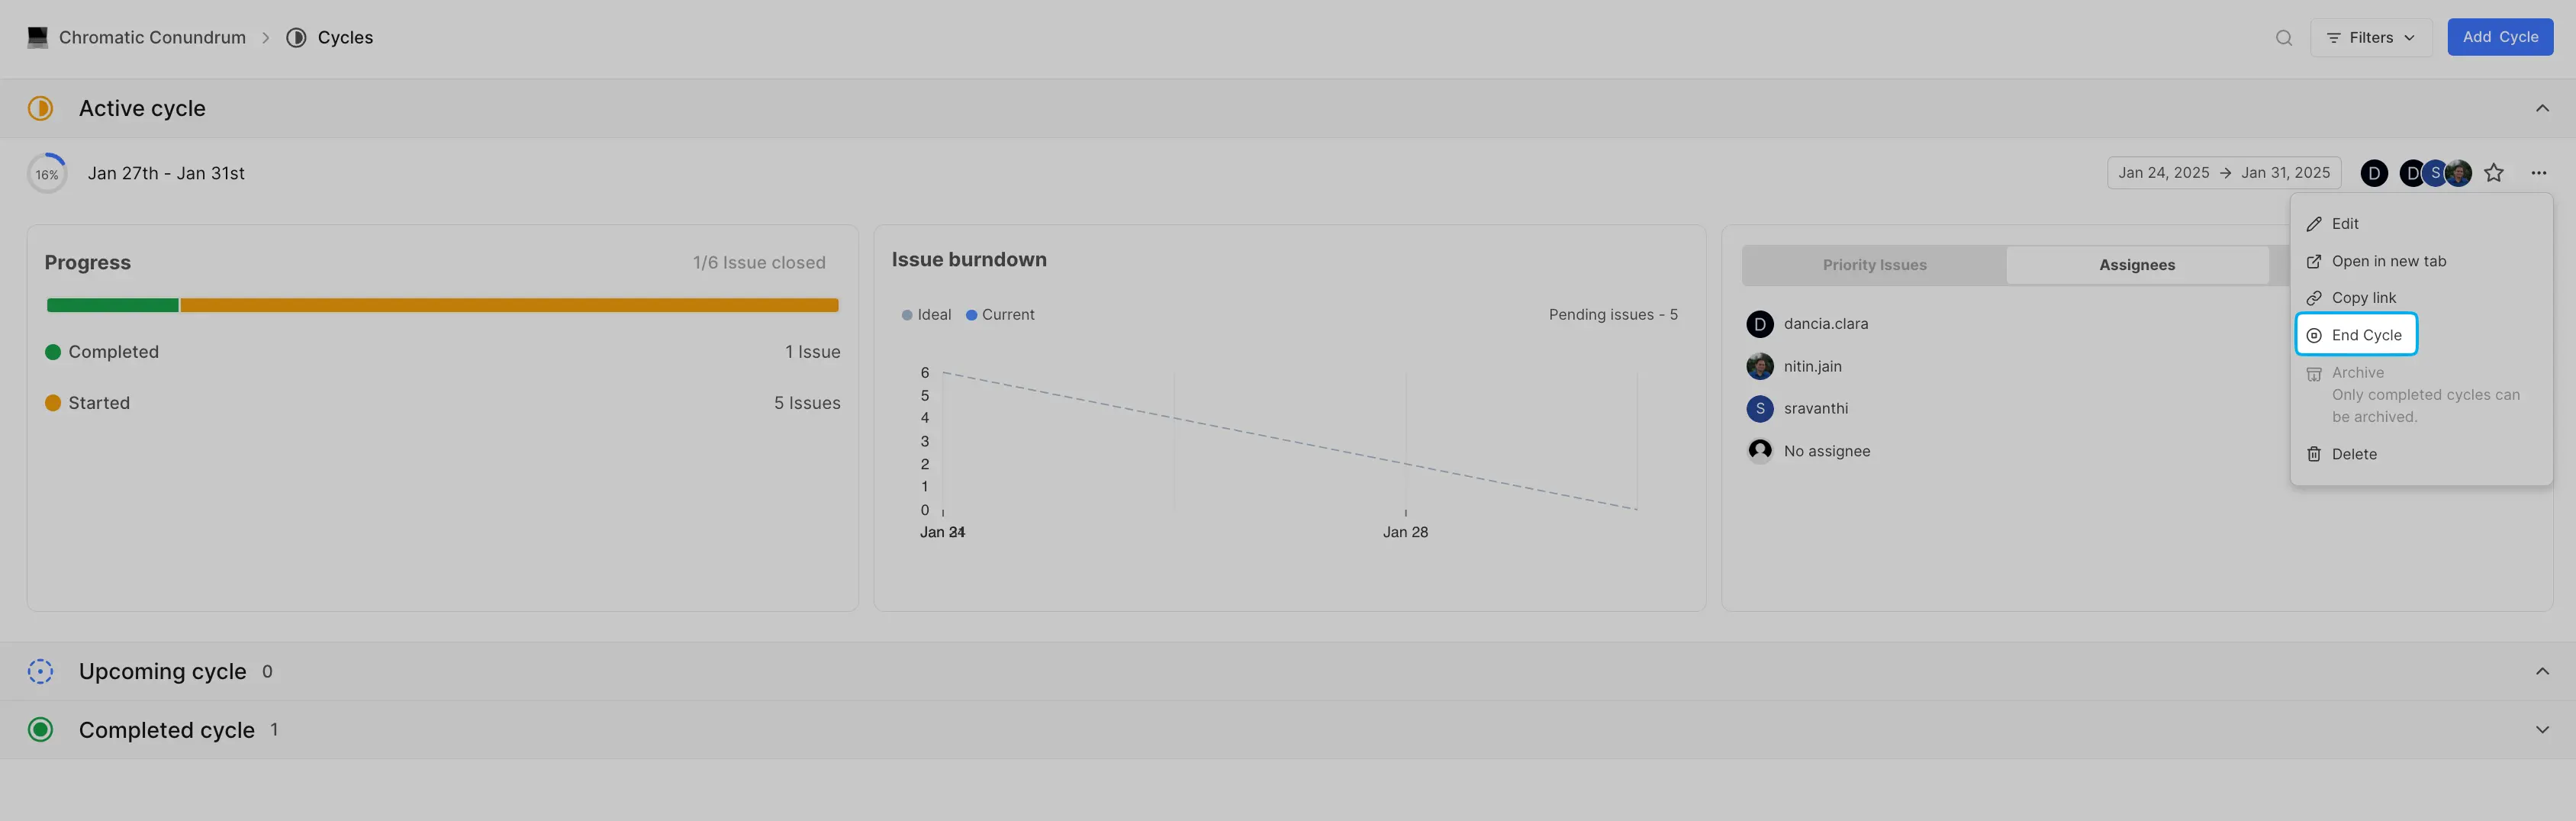 Chromatic Conundrum > Cycles
Filters
Add Cycle
Active cycle
16%
Jan 27th - Jan 31st
Jan 24, 2025 → Jan 31, 2025
D
D
S
Edit
Open in new tab
Copy link
End Cycle
Archive
Only completed cycles can
be archived.
Delete
Progress
1/6 Issue closed
Completed
1 Issue
Started
5 Issues
Issue burndown
Ideal
Current
Pending issues - 5
6
5
4
3
2
1
0
Jan 28
Priority Issues
Assignees
D
dancia.clara
nitin.jain
S
sravanthi
No assignee
Upcoming cycle 0
Completed cycle 1